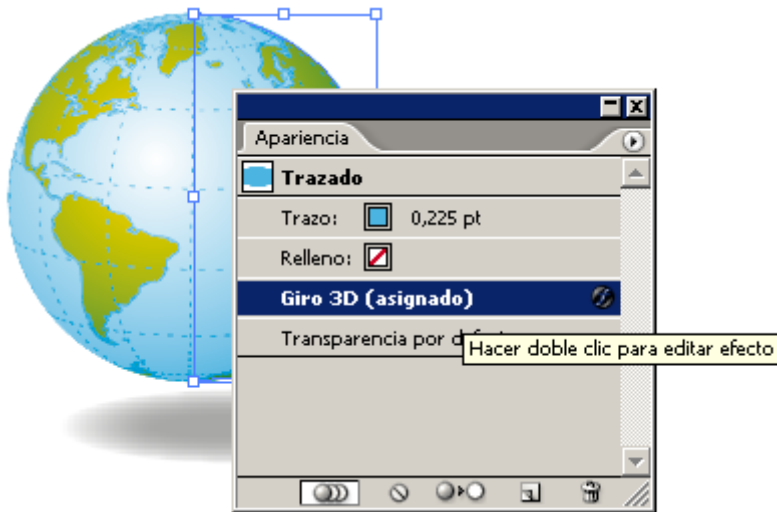 Apariencia
Trazado
Trazo: 0,225 pt
Relleno:
Giro 3D (asignado)
Transparencia por
Hacer doble clic para editar efecto